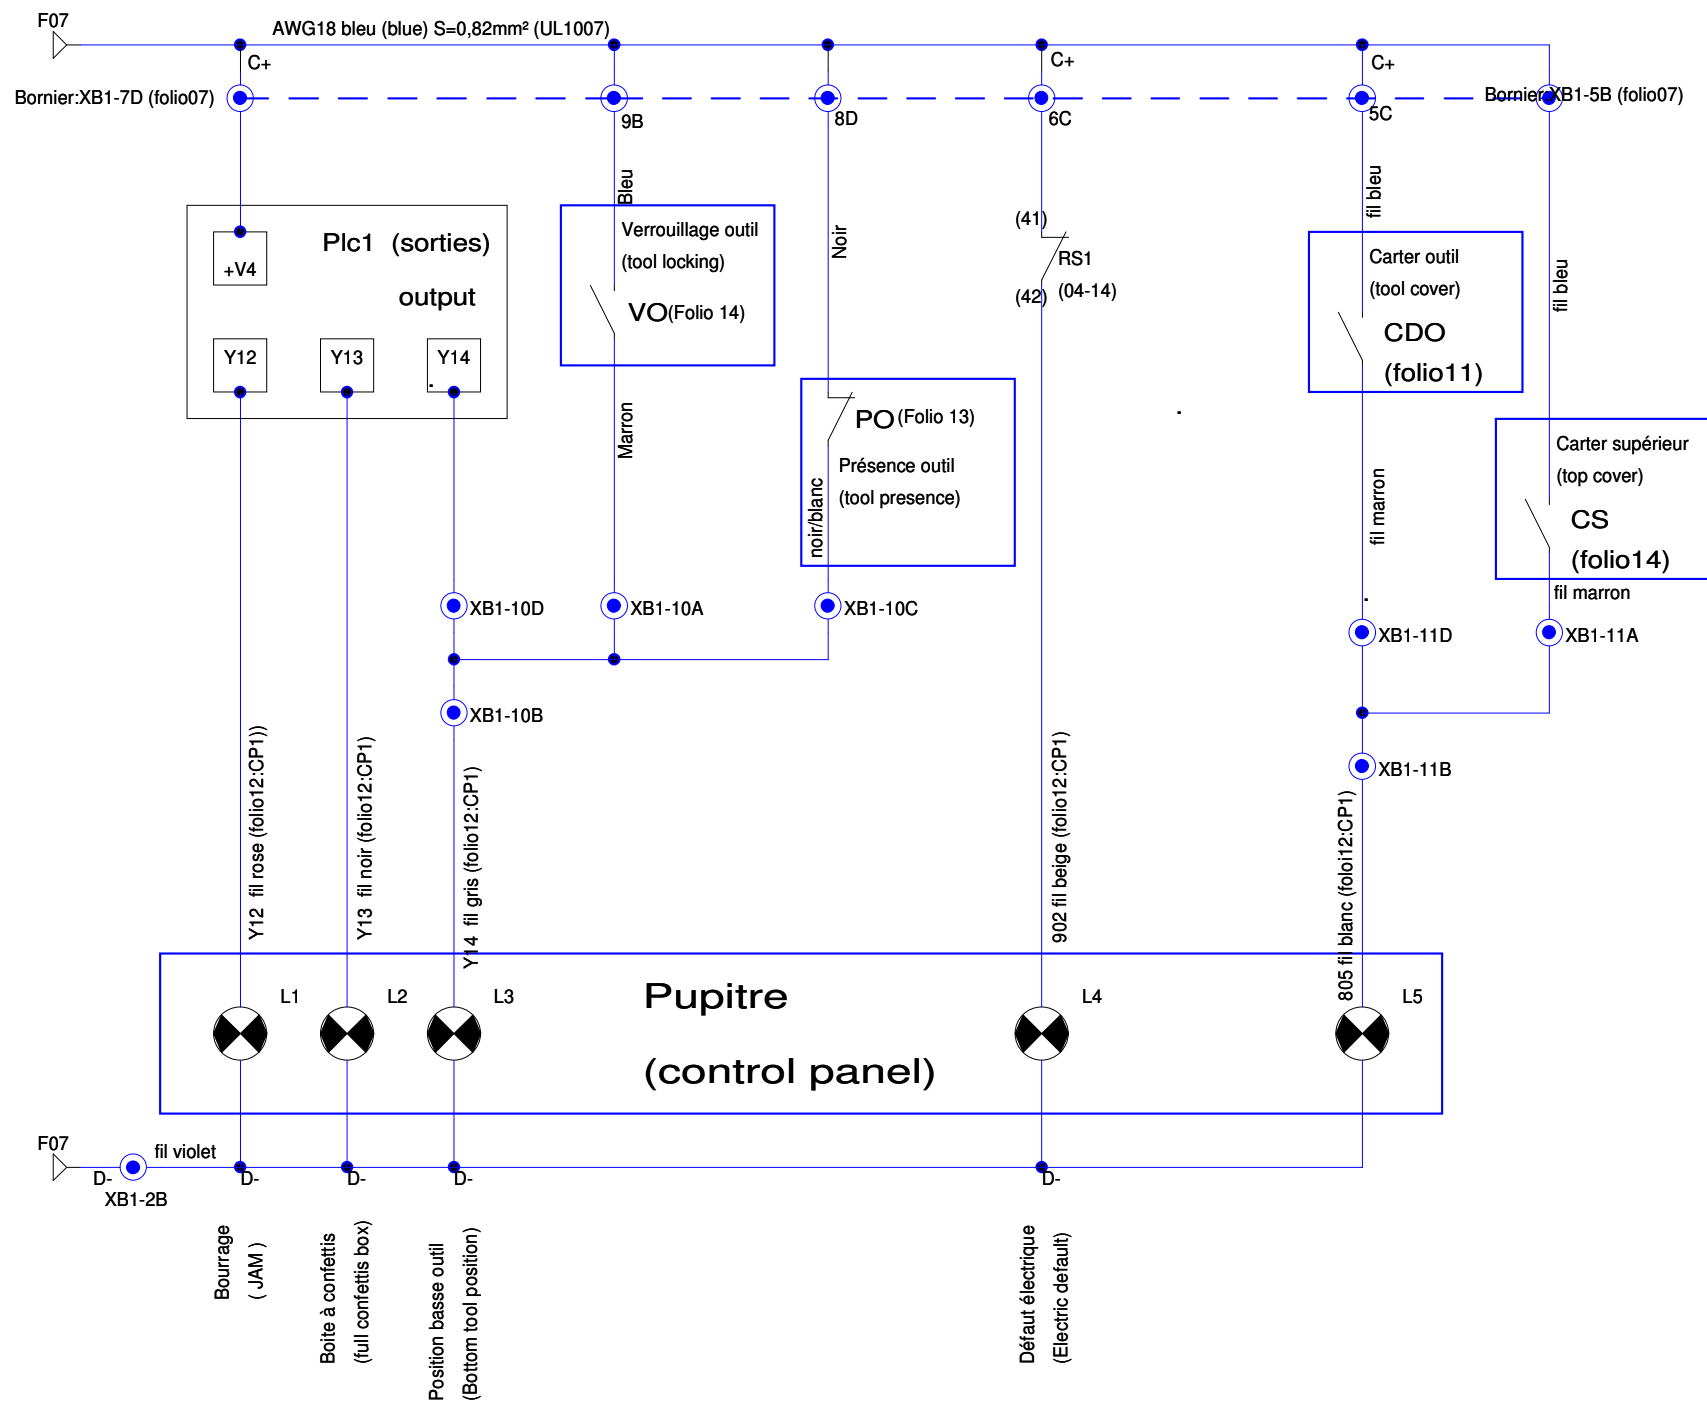 F07
AWG18 bleu (blue) S=0,82mm² (UL1007)
C+
C+
C+
Bornier:XB1-7D (folio07)
Bornier:XB1-5B (folio07)
9B
8D
6C
5C
Bleu
Noir
fil bleu
fil bleu
Plc1 (sorties)
output
+V4
Y12
Y13
Y14
Verrouillage outil
(tool locking)
VO(Folio 14)
(41)
RS1
(42)
(04-14)
Carter outil
(tool cover)
CDO
(folio11)
Marron
PO(Folio 13)
Présence outil
(tool presence)
noir/blanc
fil marron
Carter supérieur
(top cover)
CS
(folio14)
fil marron
XB1-10D
XB1-10A
XB1-10C
XB1-11D
XB1-11A
XB1-10B
XB1-11B
Y12 fil rose (folio12:CP1))
Y13 fil noir (folio12:CP1)
Y14 fil gris (folio12:CP1)
902 fil beige (folio12:CP1)
805 fil blanc (foloi12:CP1)
L1
L2
L3
L4
L5
Pupitre
(control panel)
F07
D-
XB1-2B
fil violet
D-
D-
D-
D-
Bourrage
( JAM )
Boite à confettis
(full confettis box)
Position basse outil
(Bottom tool position)
Défaut électrique
(Electric default)